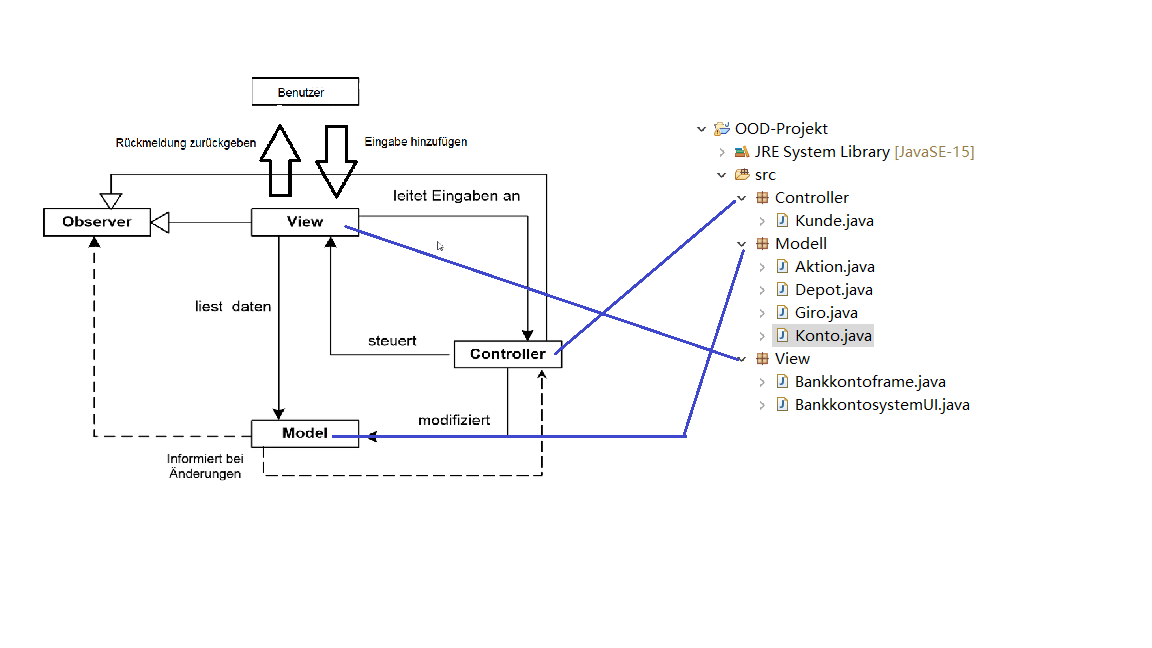 Benutzer
Rückmeldung zurückgeben
Eingabe hinzufügen
leitet Eingaben an
Observer
View
liest daten
steuert
Controller
modifiziert
Model
Informiert bei
Änderungen
OOD-Projekt
JRE System Library [JavaSE-15]
src
Controller
Kunde.java
Modell
Aktion.java
Depot.java
Giro.java
Konto.java
View
Bankkontoframe.java
BankkontosystemUI.java